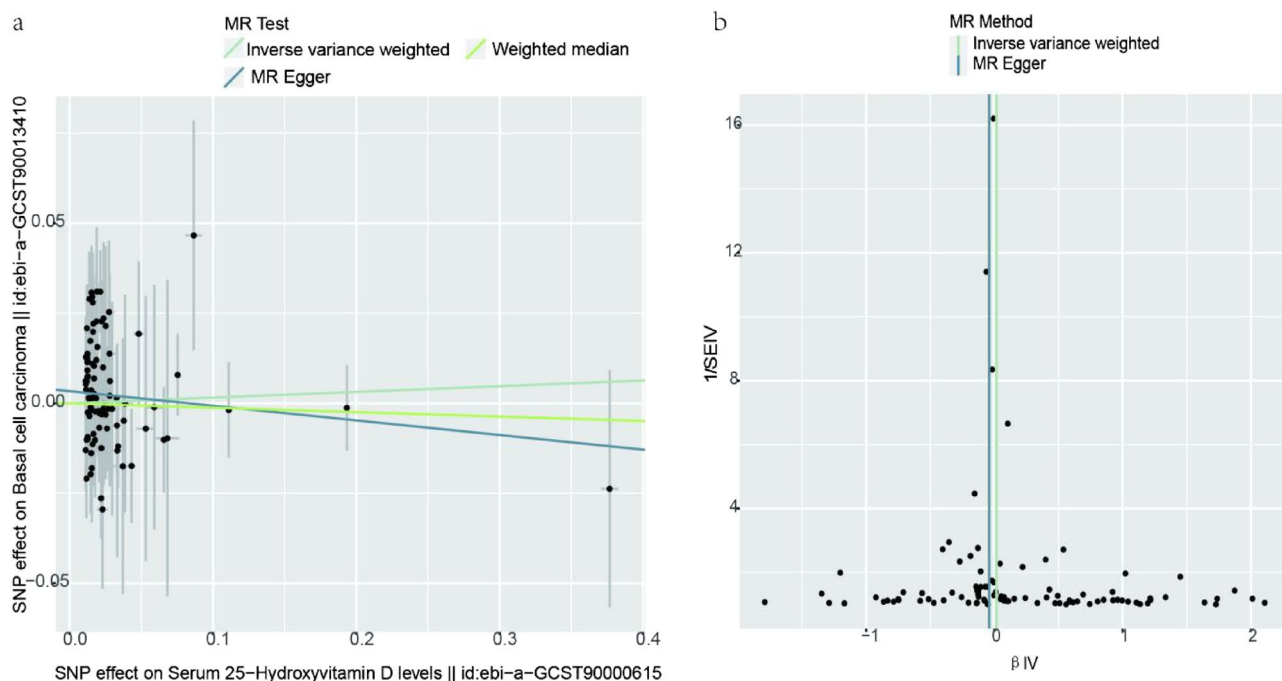 a
MR Test
Inverse variance weighted
Weighted median
MR Egger
SNP effect on Basal cell carcinoma || id:ebi-a-GCST90013410
0.05
0.00
−0.05
0.0
0.1
0.2
0.3
0.4
SNP effect on Serum 25−Hydroxyvitamin D levels || id:ebi−a−GCST90000615
b
MR Method
Inverse variance weighted
MR Egger
1/SEIV
16
12
8
4
−1
0
1
2
β IV